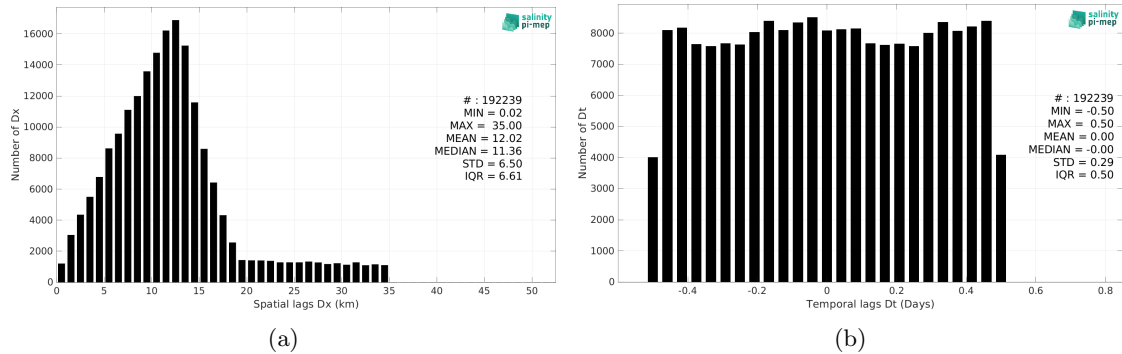 salinity
pi-mep
16000
14000
12000
10000
8000
6000
4000
2000
0
Number of Dx
# : 192239
MIN = 0.02
MAX = 35.00
MEAN = 12.02
MEDIAN = 11.36
STD = 6.50
IQR = 6.61
0 5 10 15 20 25 30 35 40 45 50
Spatial lags Dx (km)
(a)
salinity
pi-mep
8000
6000
4000
2000
0
Number of Dt
# : 192239
MIN = -0.50
MAX = 0.50
MEAN = 0.00
MEDIAN = -0.00
STD = 0.29
IQR = 0.50
-0.4 -0.2 0 0.2 0.4 0.6 0.8
Temporal lags Dt (Days)
(b)